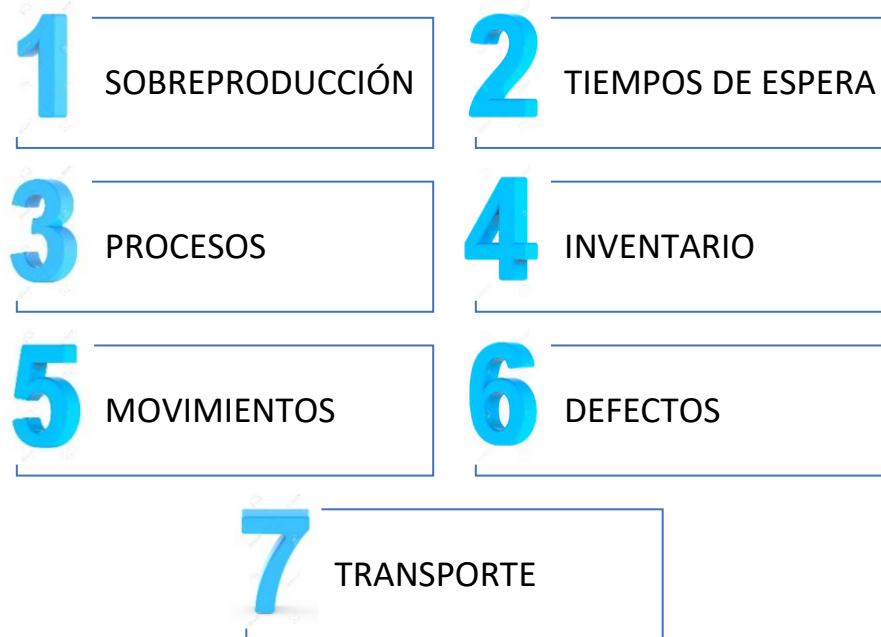 1 SOBREPRODUCCIÓN
2 TIEMPOS DE ESPERA
3 PROCESOS
4 INVENTARIO
5 MOVIMIENTOS
6 DEFECTOS
7 TRANSPORTE